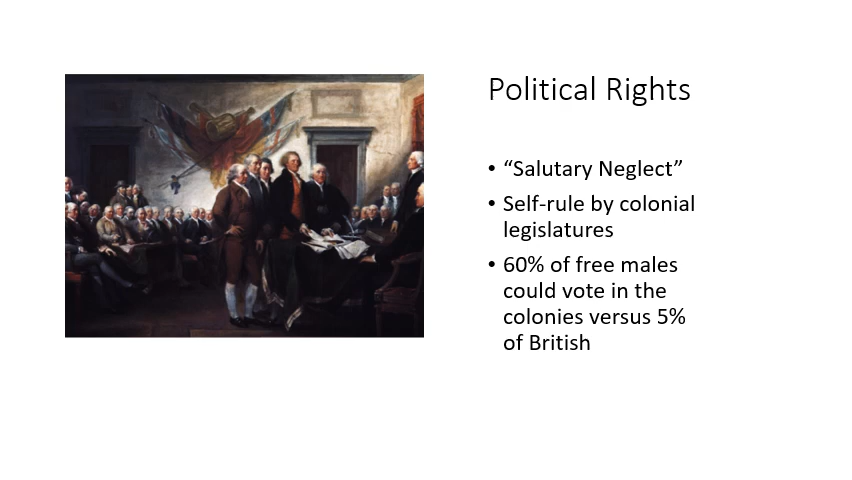 Political Rights
• “Salutary Neglect”
• Self-rule by colonial
legislatures
• 60% of free males
could vote in the
colonies versus 5%
of British